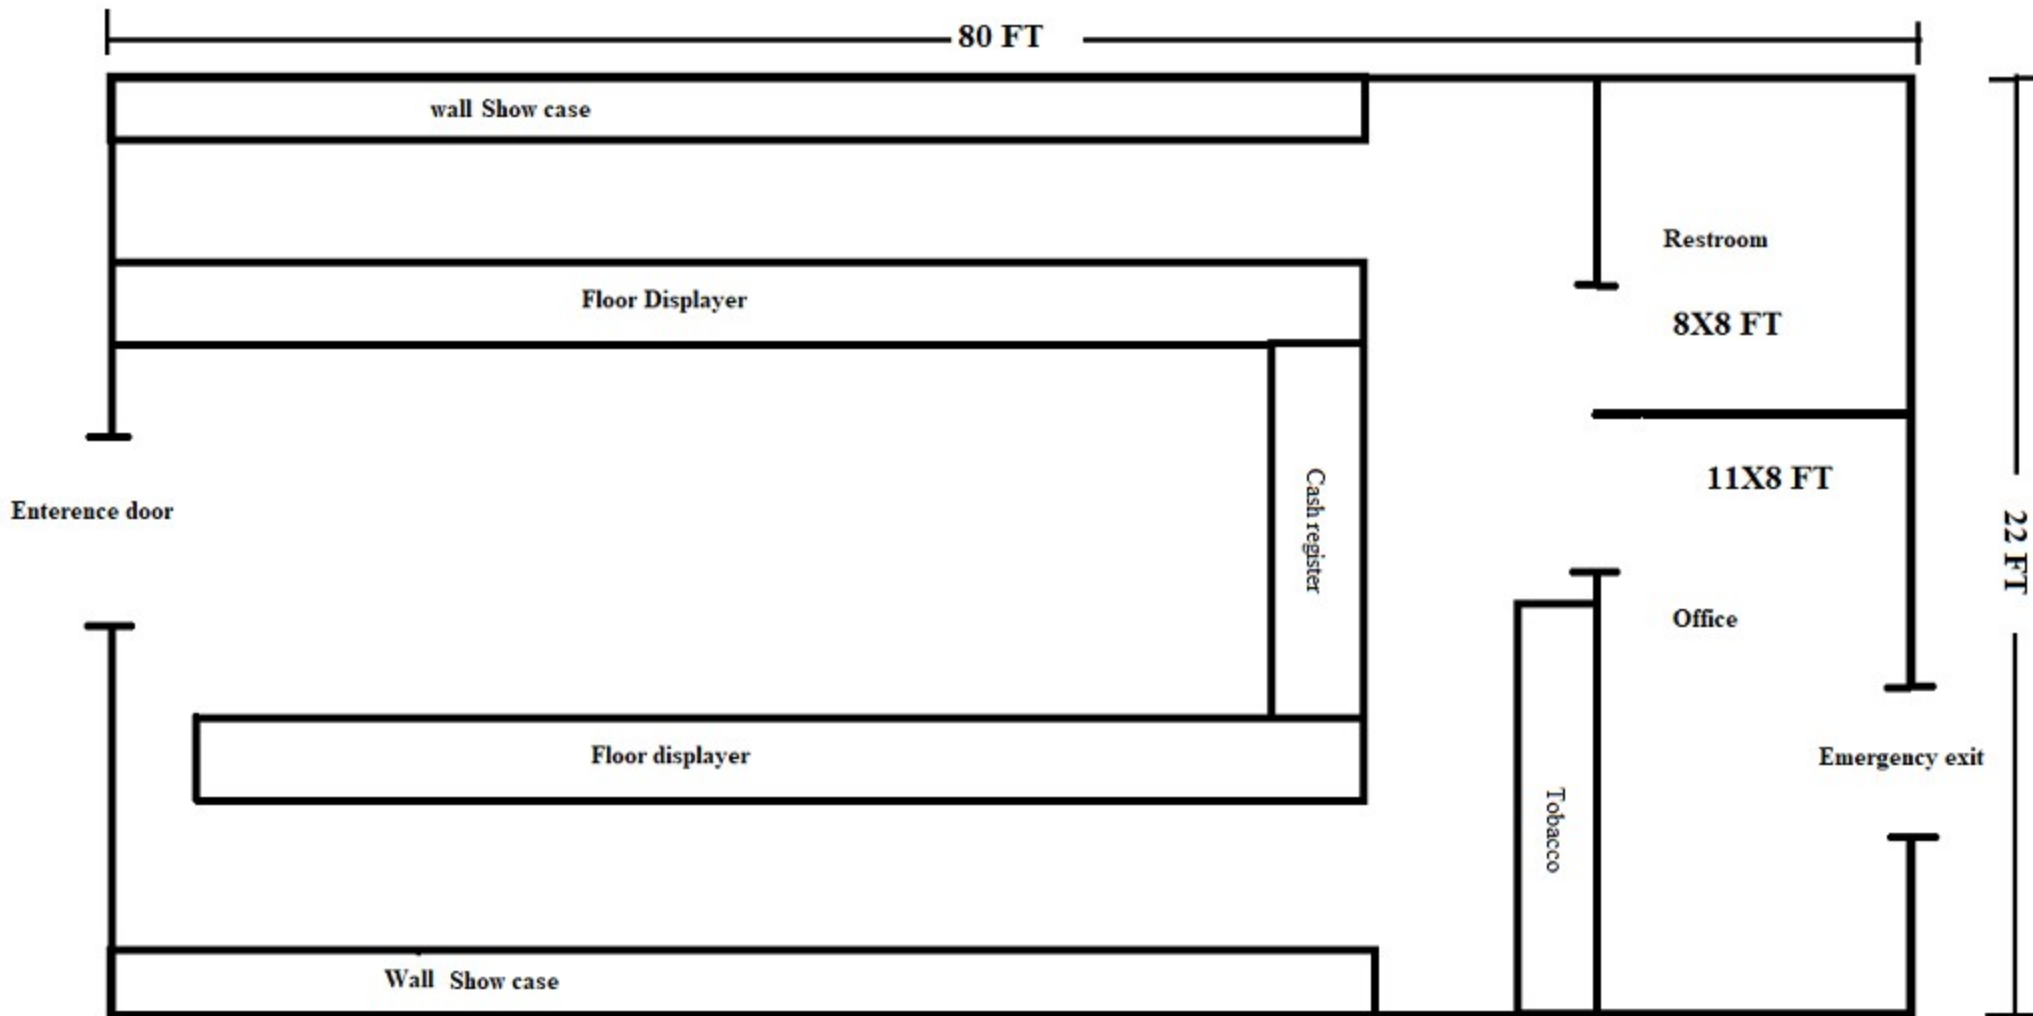 80 FT
wall Show case
Restroom
Floor Displayer
8X8 FT
Cash register
11X8 FT
Enterence door
22 FT
Office
Floor displayer
Emergency exit
Tobacco
Wall Show case